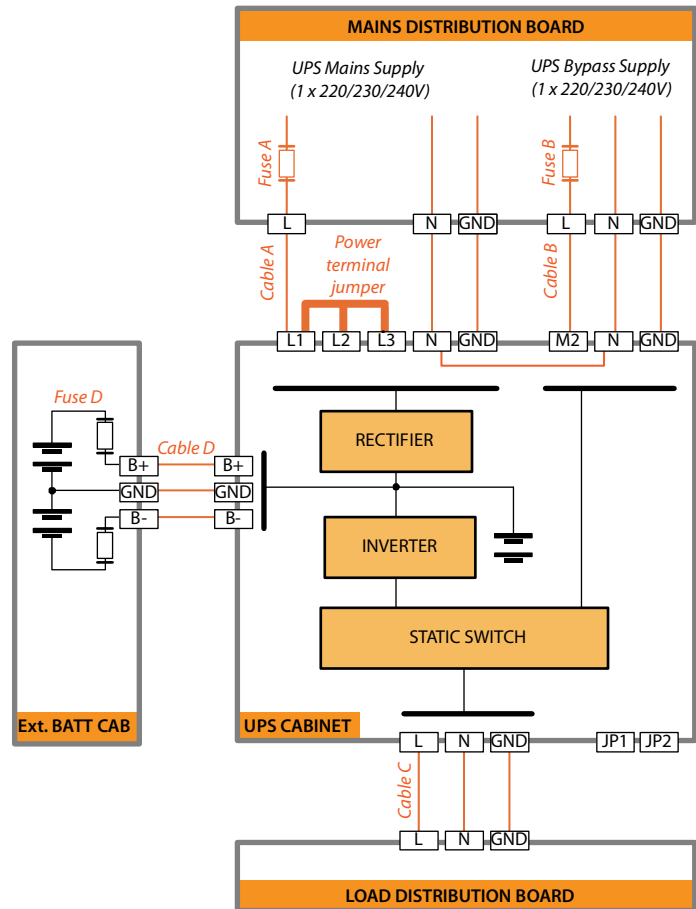 MAINS DISTRIBUTION BOARD
UPS Mains Supply
(1 x 220/230/240V)
UPS Bypass Supply
(1 x 220/230/240V)
Fuse A
Fuse B
L
N
GND
L
N
GND
Cable A
Power
terminal
jumper
Cable B
L1
L2
L3
N
GND
M2
N
GND
Fuse D
Cable D
B+
GND
B-
B+
GND
B-
RECTIFIER
INVERTER
STATIC SWITCH
Ext. BATT CAB
UPS CABINET
L
N
GND
JP1
JP2
Cable C
L
N
GND
LOAD DISTRIBUTION BOARD